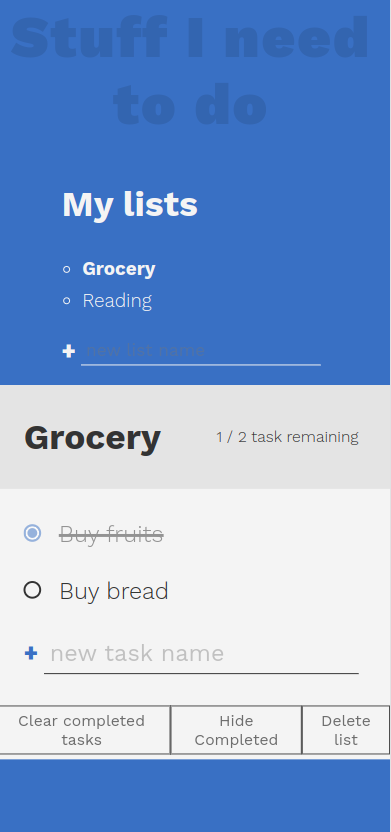 Stuff I need
to do
My lists
Grocery
Reading
+ new list name
Grocery
1 / 2 task remaining
Buy fruits
Buy bread
+ new task name
Clear completed
tasks
Hide
Completed
Delete
list